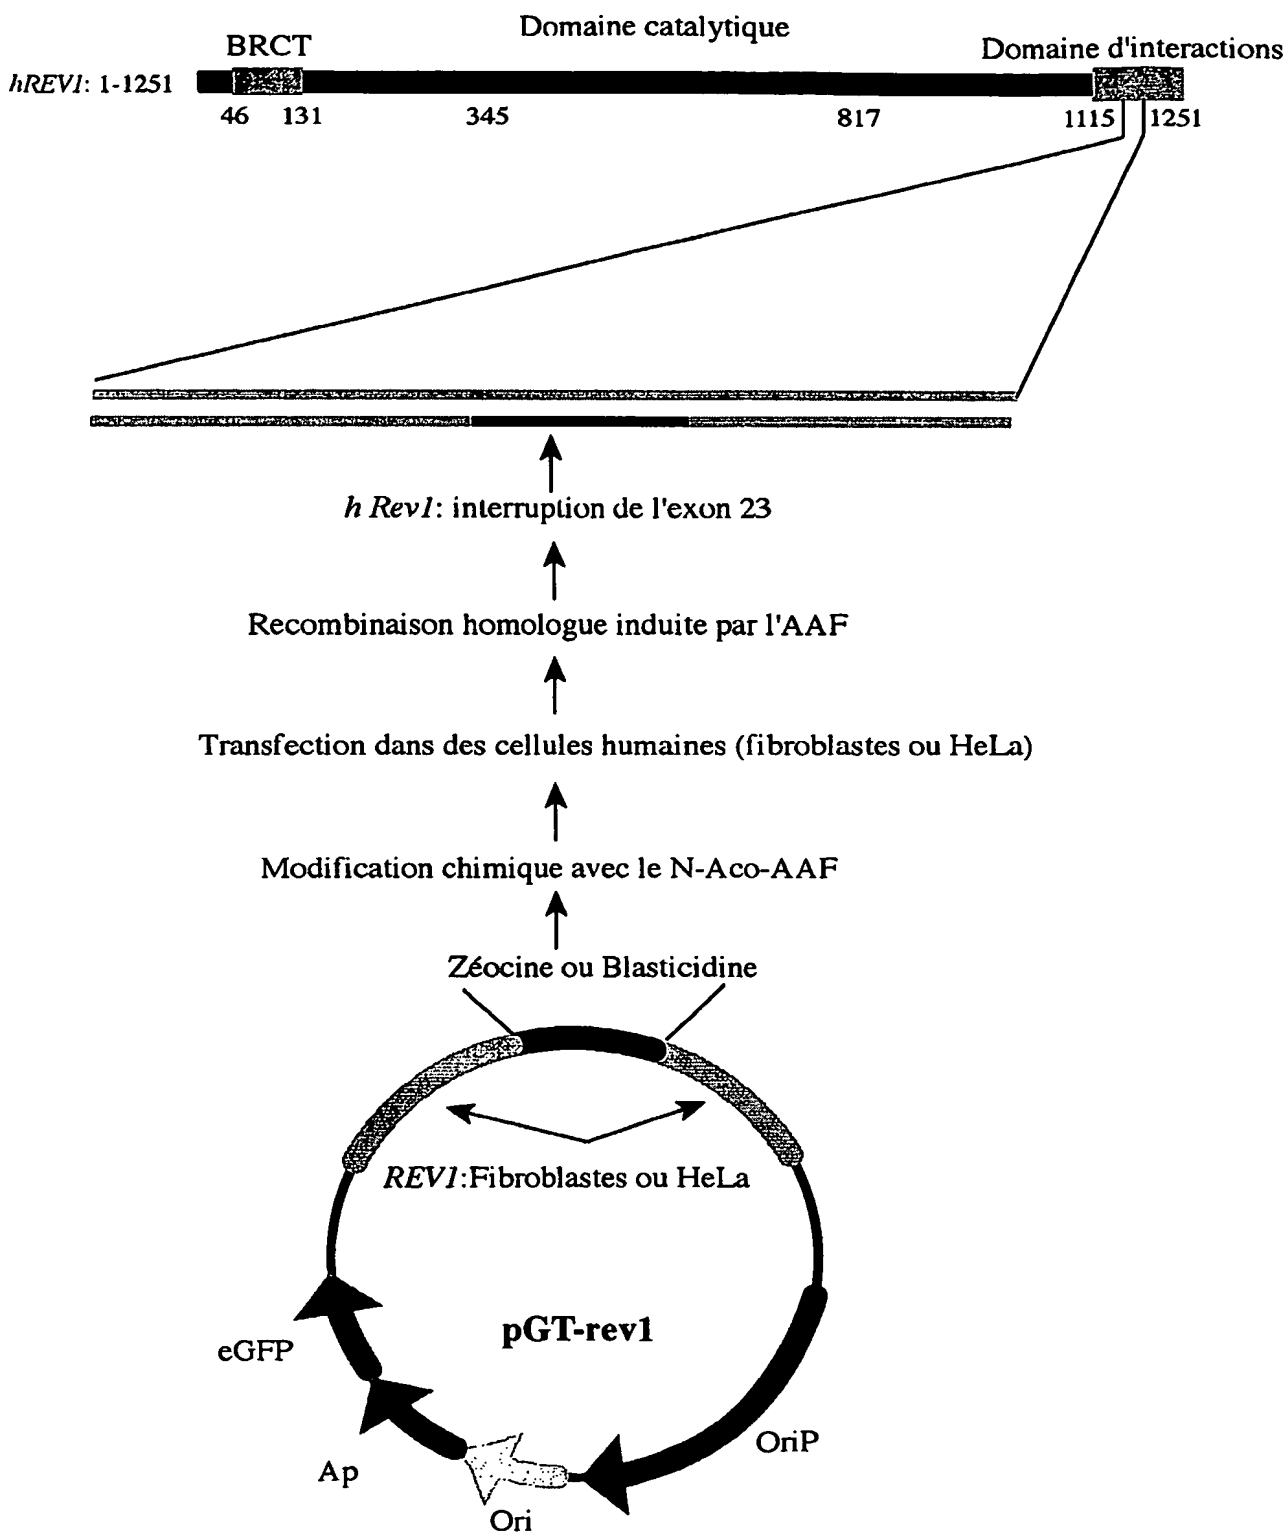 Domaine catalytique
BRCT
Domaine d'interactions
hREV1: 1-1251
46 131 345 817 1115 1251
h Rev1: interruption de l'exon 23
Recombinaison homologue induite par l'AAF
Transfection dans des cellules humaines (fibroblastes ou HeLa)
Modification chimique avec le N-Aco-AAF
Zéocine ou Blasticidine
REV1:Fibroblastes ou HeLa
pGT-rev1
eGFP
OriP
Ap
Ori